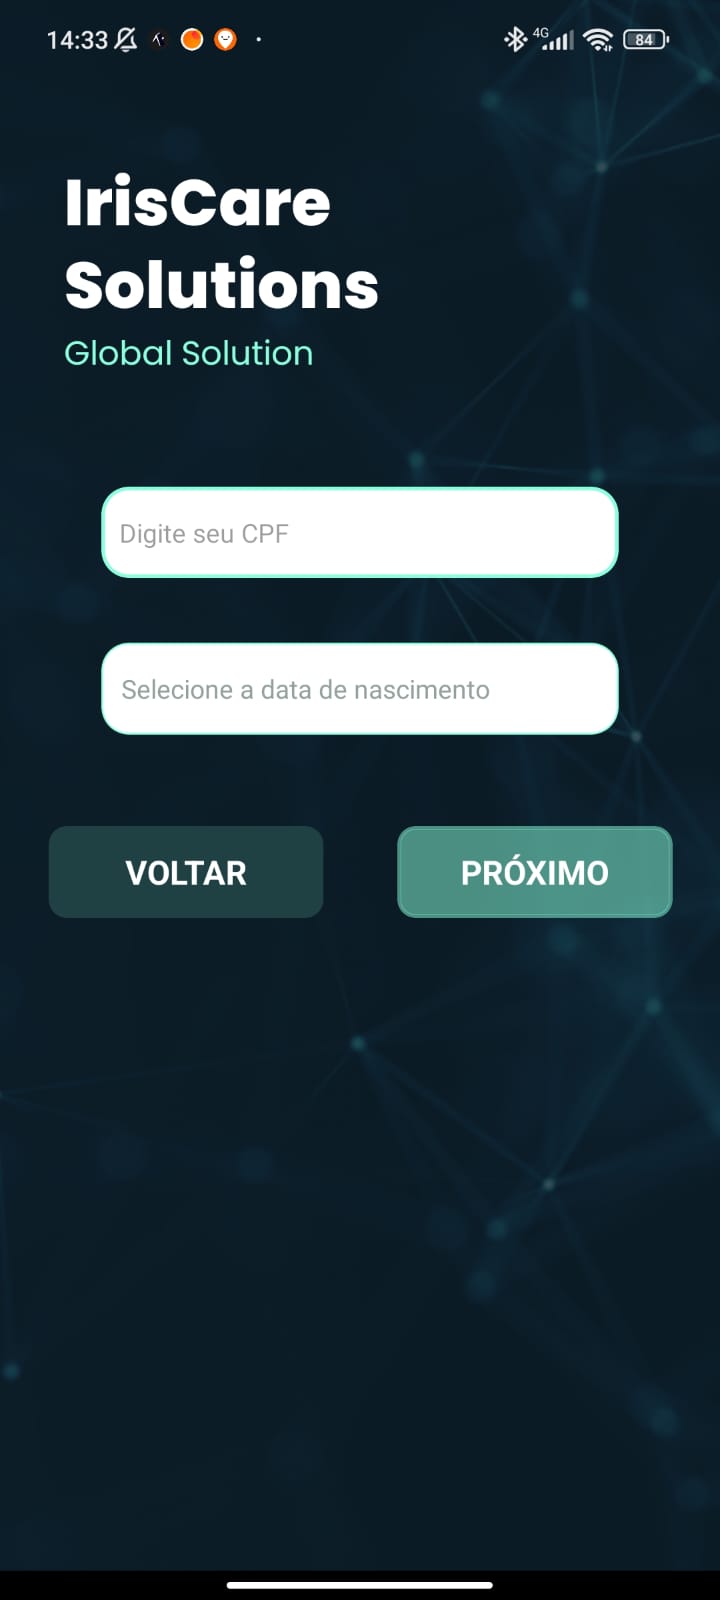 14:33 4G 84
IrisCare
Solutions
Global Solution
Digite seu CPF
Selecione a data de nascimento
VOLTAR PRÓXIMO